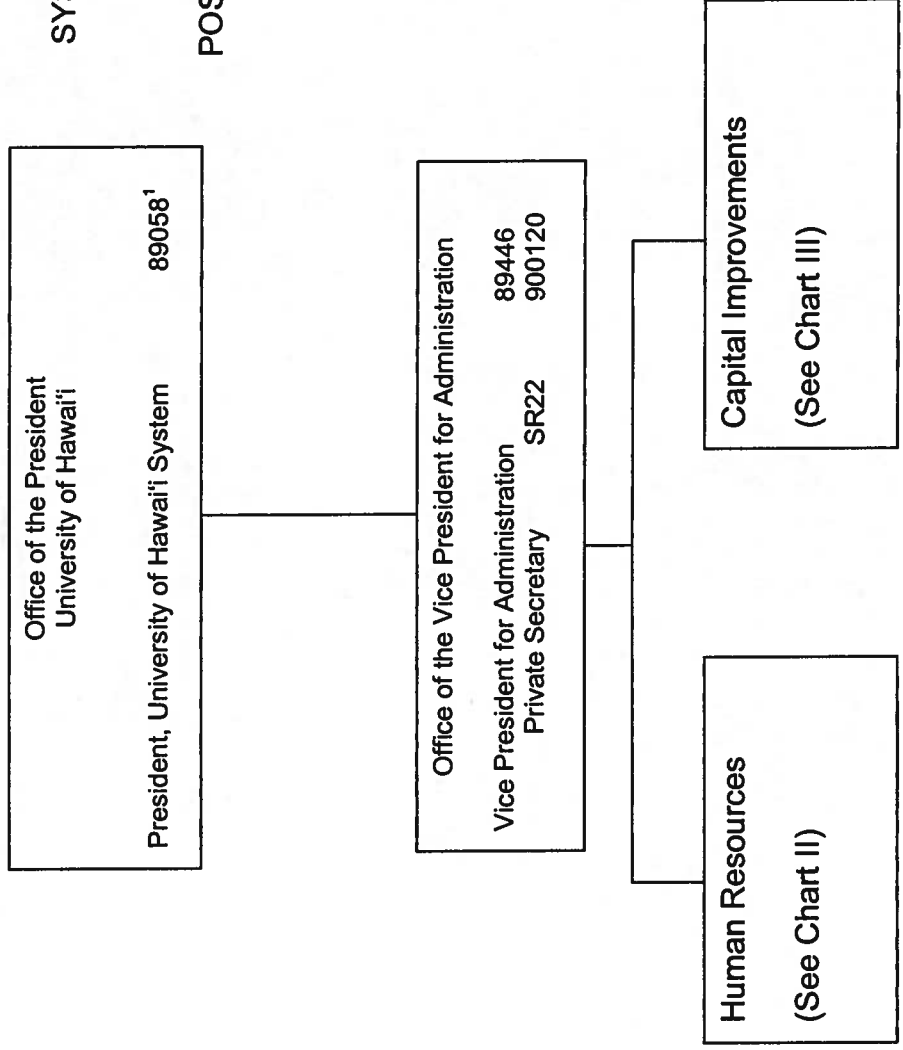 Office of the President
University of Hawai'i
President, University of Hawai'i System 89058¹
Office of the Vice President for Administration
Vice President for Administration 89446
Private Secretary SR22 900120
Human Resources
(See Chart II)
Capital Improvements
(See Chart III)